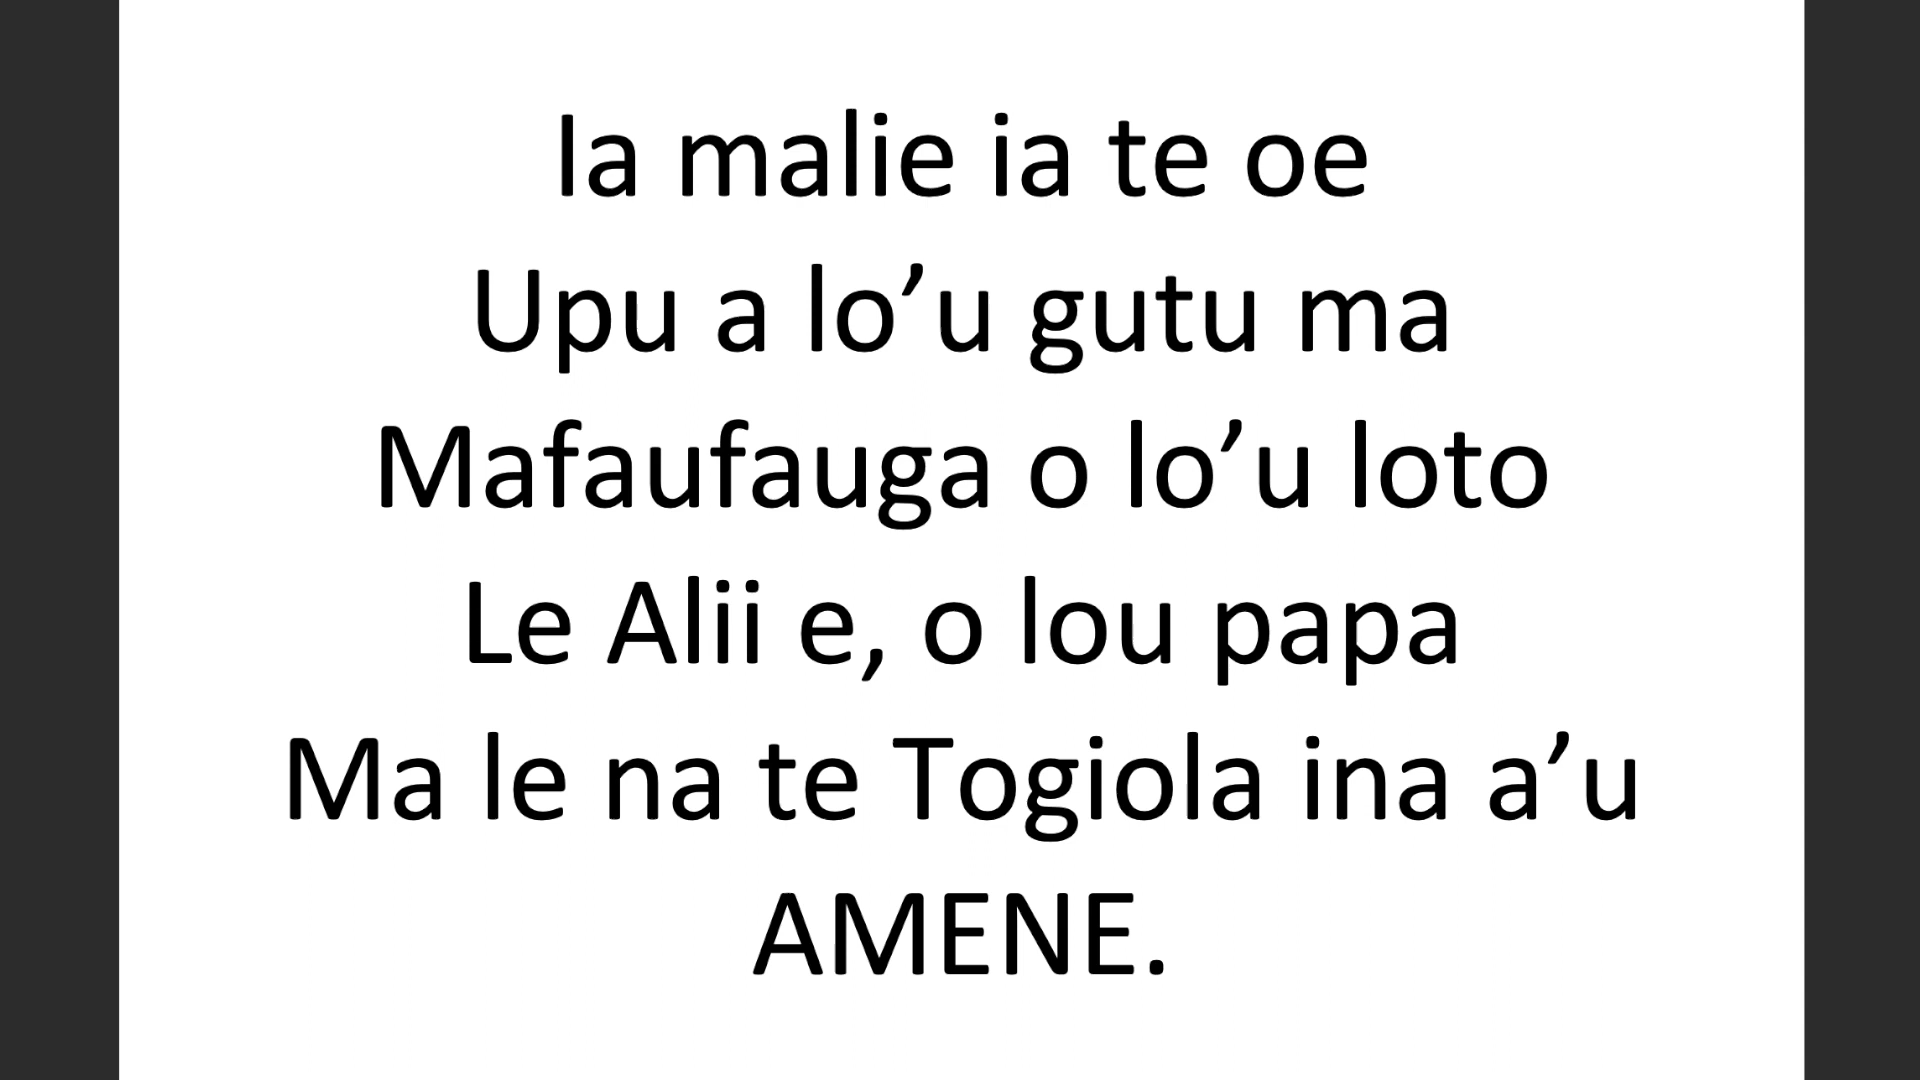 Ia malie ia te oe
Upu a lo’u gutu ma
Mafaufauga o lo’u loto
Le Alii e, o lou papa
Ma le na te Togiola ina a’u
AMENE.